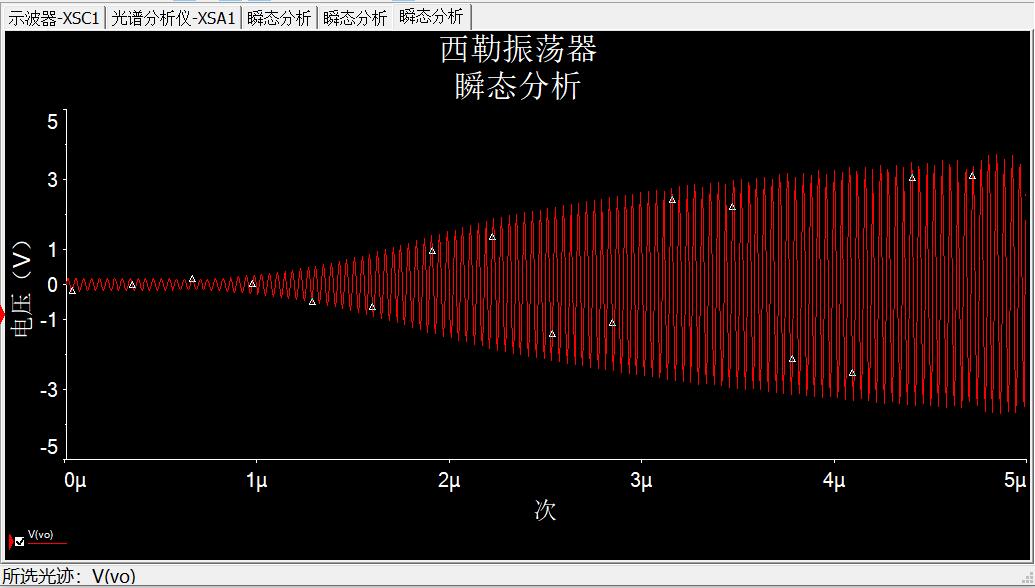 示波器-XSC1 光谱分析仪-XSA1 瞬态分析 瞬态分析 瞬态分析
西勒振荡器
瞬态分析
5
3
1
0
-1
-3
-5
电压（V）
0μ 1μ 2μ 3μ 4μ 5μ
次
V(vo)
所选光迹：V(vo)